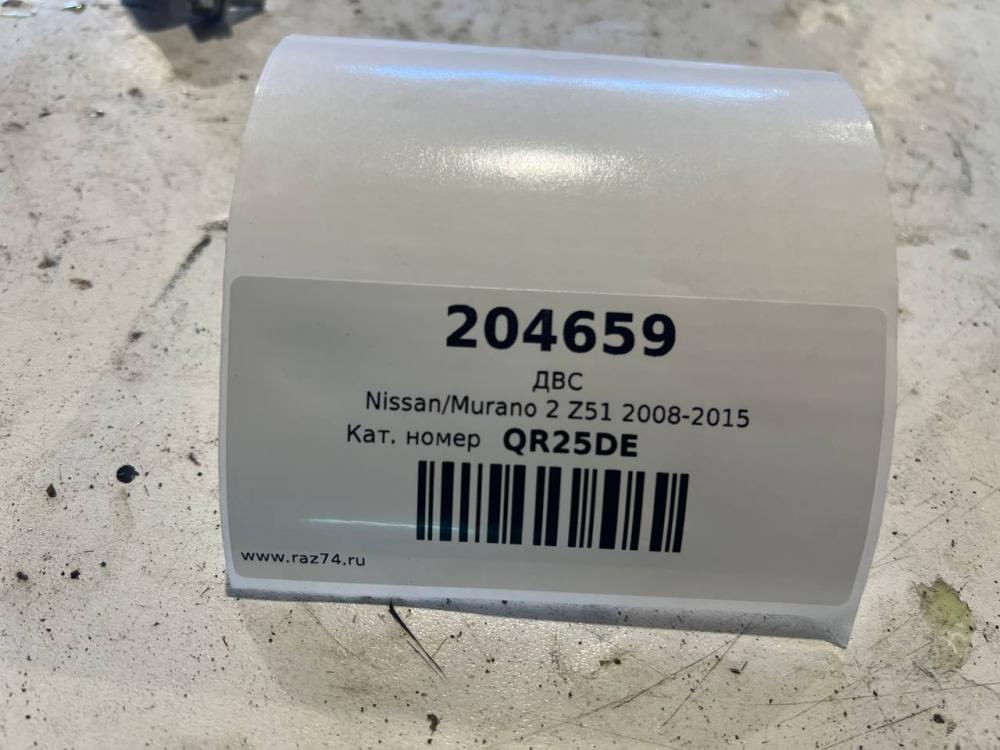 204659
ДВС
Nissan/Murano 2 Z51 2008-2015
Кат. номер QR25DE
www.raz74.ru